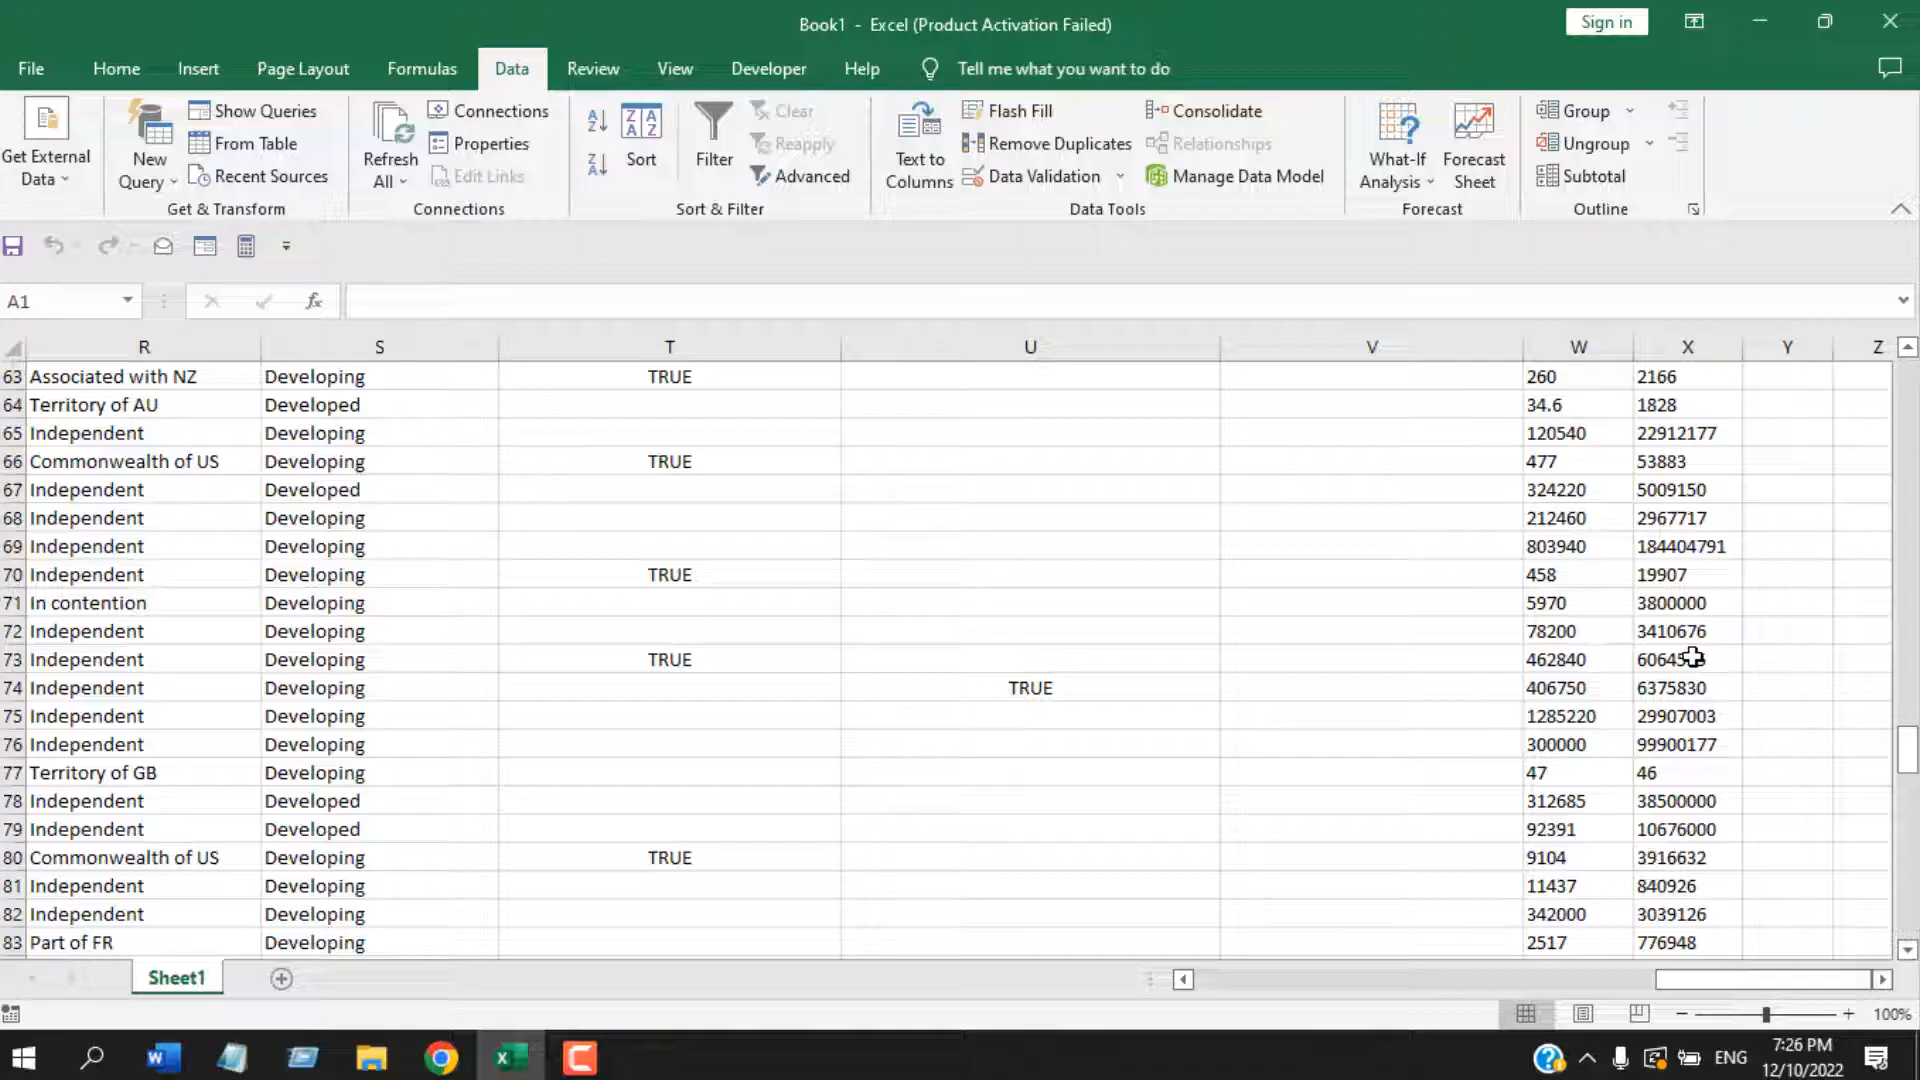 Book1 - Excel (Product Activation Failed)
Sign in
File Home Insert Page Layout Formulas Data Review View Developer Help Tell me what you want to do
Get External Data
New Query
Show Queries
From Table
Recent Sources
Get & Transform
Refresh All
Connections
Properties
Edit Links
Connections
Sort
Filter
Clear
Reapply
Advanced
Sort & Filter
Text to Columns
Flash Fill
Remove Duplicates
Data Validation
Consolidate
Relationships
Manage Data Model
Data Tools
What-If Analysis
Forecast Sheet
Forecast
Group
Ungroup
Subtotal
Outline
A1 fx
R S T U V W X Y Z
63 Associated with NZ Developing TRUE 260 2166
64 Territory of AU Developed 34.6 1828
65 Independent Developing 120540 22912177
66 Commonwealth of US Developing TRUE 477 53883
67 Independent Developed 324220 5009150
68 Independent Developing 212460 2967717
69 Independent Developing 803940 184404791
70 Independent Developing TRUE 458 19907
71 In contention Developing 5970 3800000
72 Independent Developing 78200 3410676
73 Independent Developing TRUE 462840
74 Independent Developing TRUE 406750 6375830
75 Independent Developing 1285220 29907003
76 Independent Developing 300000 99900177
77 Territory of GB Developing 47 46
78 Independent Developed 312685 38500000
79 Independent Developed 92391 10676000
80 Commonwealth of US Developing TRUE 9104 3916632
81 Independent Developing 11437 840926
82 Independent Developing 342000 3039126
83 Part of FR Developing 2517 776948
Sheet1
100%
ENG
7:26 PM
12/10/2022